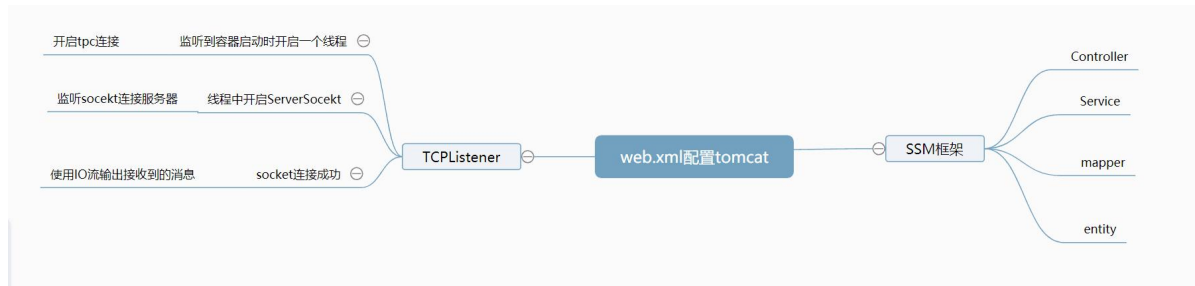 开启tpc连接 监听到容器启动时开启一个线程
监听socekt连接服务器 线程中开启ServerSocekt
使用IO流输出接收到的消息 socket连接成功
TCPListener
web.xml配置tomcat
SSM框架
Controller
Service
mapper
entity